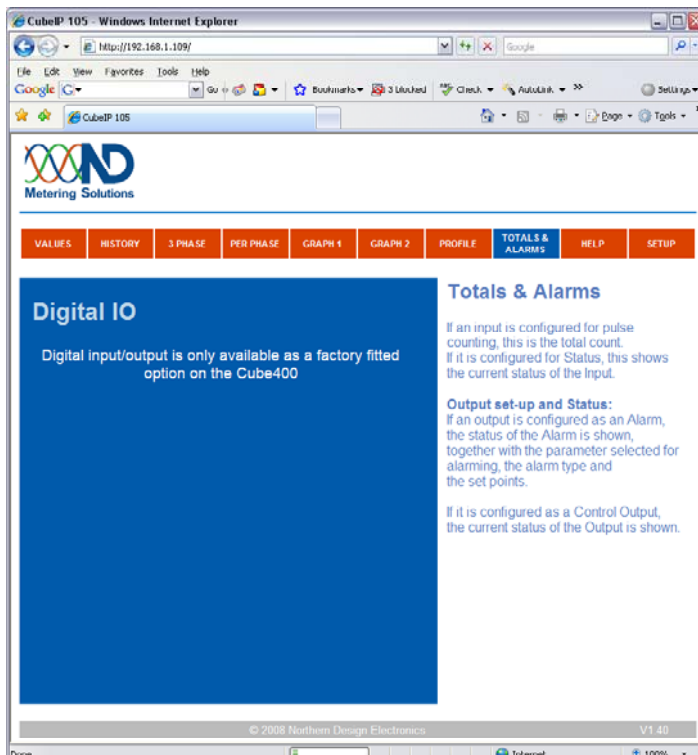 CubeIP 105 - Windows Internet Explorer
http://192.168.1.109/
Google
File Edit View Favorites Tools Help
Google G Go Bookmarks 3 blocked Check AutoLink >> Settings
CubeIP 105
Page Tools
ND
Metering Solutions
VALUES HISTORY 3 PHASE PER PHASE GRAPH 1 GRAPH 2 PROFILE TOTALS & ALARMS HELP SETUP
Digital IO
Digital input/output is only available as a factory fitted
option on the Cube400
Totals & Alarms
If an input is configured for pulse
counting, this is the total count.
If it is configured for Status, this shows
the current status of the Input.
Output set-up and Status:
If an output is configured as an Alarm,
the status of the Alarm is shown,
together with the parameter selected for
alarming, the alarm type and
the set points.
If it is configured as a Control Output,
the current status of the Output is shown.
© 2008 Northern Design Electronics V1.40
Done Internet 100%